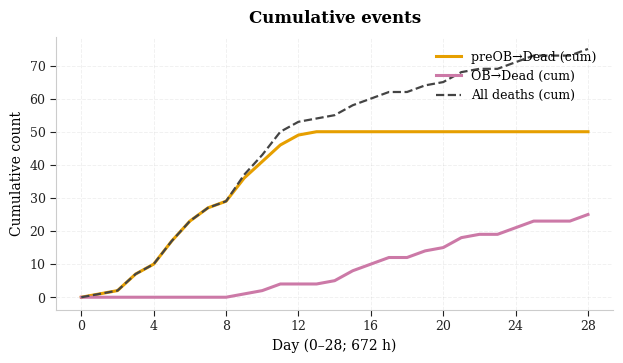 Cumulative events
preOB→Dead (cum)
OB→Dead (cum)
All deaths (cum)
Cumulative count
70
60
50
40
30
20
10
0
0 4 8 12 16 20 24 28
Day (0–28; 672 h)